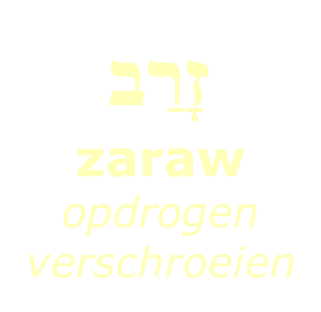 זָרַב
zaraw
opdrogen
verschroeien